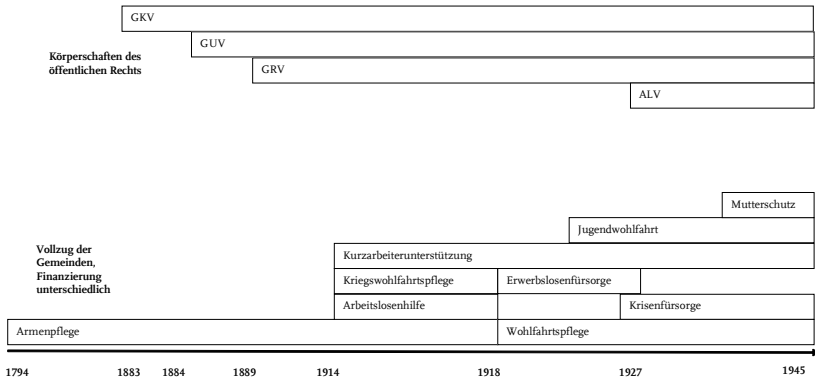 GKV
GUV
Körperschaften des
öffentlichen Rechts
GRV
ALV
Mutterschutz
Jugendwohlfahrt
Vollzug der
Gemeinden,
Finanzierung
unterschiedlich
Kurzarbeiterunterstützung
Kriegswohlfahrtspflege
Erwerbslosenfürsorge
Arbeitslosenhilfe
Krisenfürsorge
Armenpflege
Wohlfahrtspflege
1794 1883 1884 1889 1914 1918 1927 1945